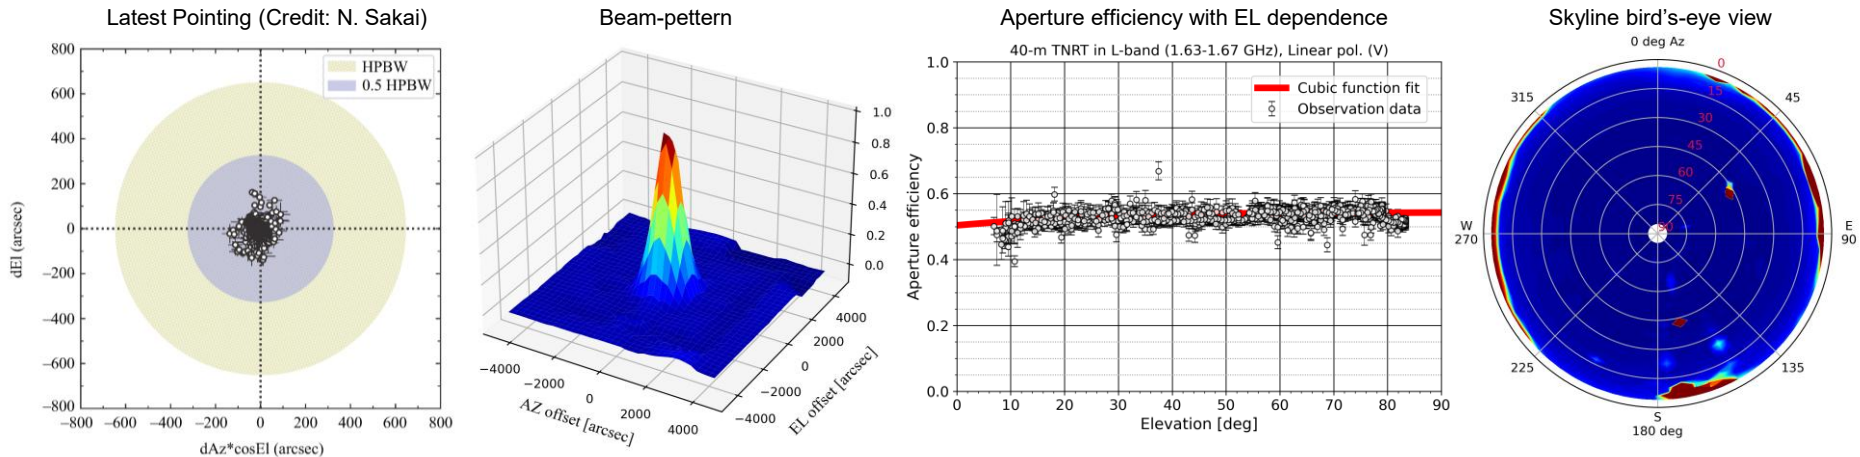 Latest Pointing (Credit: N. Sakai)
800
600
400
200
0
−200
−400
−600
−800
−800 −600 −400 −200 0 200 400 600 800
dEl (arcsec)
dAz*cosEl (arcsec)
HPBW
0.5 HPBW
Beam-pettern
1.0
0.8
0.6
0.4
0.2
0.0
−4000
−2000
0
2000
4000
AZ offset [arcsec]
4000
2000
0
−2000
−4000
EL offset [arcsec]
Aperture efficiency with EL dependence
40-m TNRT in L-band (1.63-1.67 GHz), Linear pol. (V)
1.0
0.8
0.6
0.4
0.2
0.0
0 10 20 30 40 50 60 70 80 90
Aperture efficiency
Elevation [deg]
Cubic function fit
Observation data
Skyline bird's-eye view
0 deg Az
315
45
W
270
E
90
225
135
S
180 deg
0
15
30
45
60
75
90